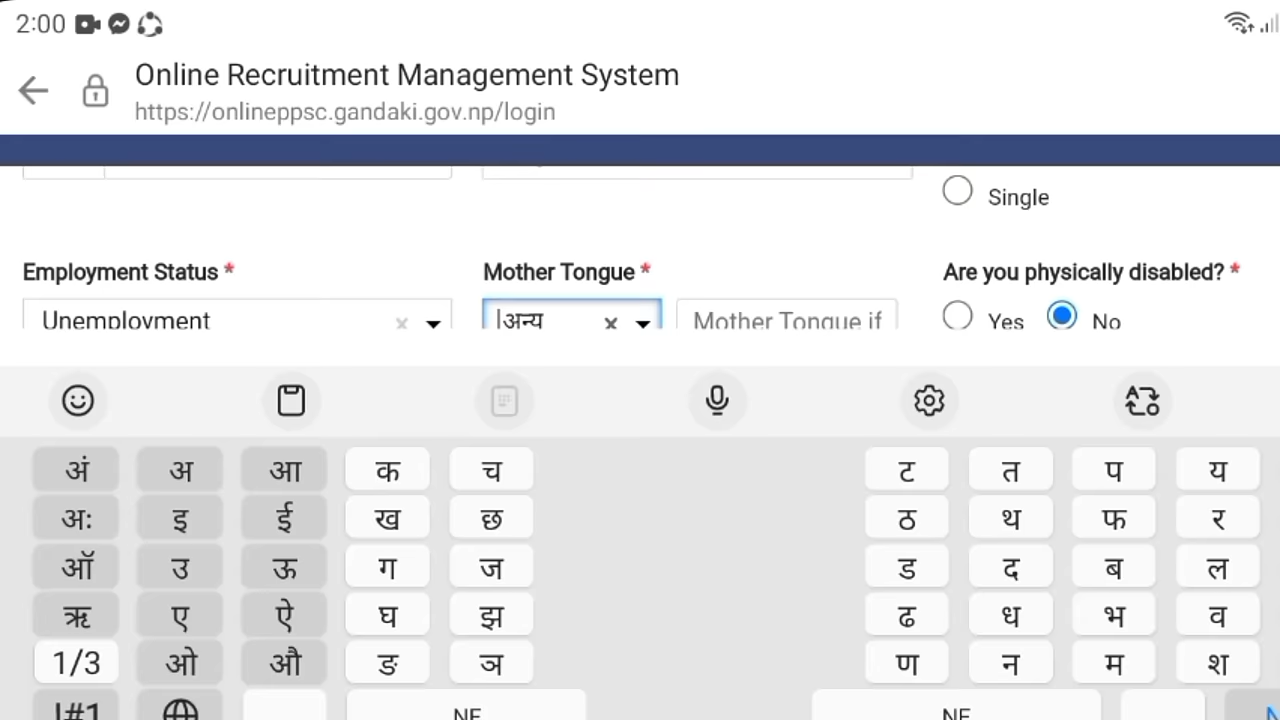 2:00
Online Recruitment Management System
https://onlineppsc.gandaki.gov.np/login
Single
Employment Status *
Mother Tongue *
Are you physically disabled? *
Unemployment
अन्य
Mother Tongue if
Yes
No
अं अ आ क च ट त प य
अः इ ई ख छ ठ थ फ र
ऑ उ ऊ ग ज ड द ब ल
ऋ ए ऐ घ झ ढ ध भ व
1/3 ओ औ ङ ञ ण न म श
!#1 NE NE